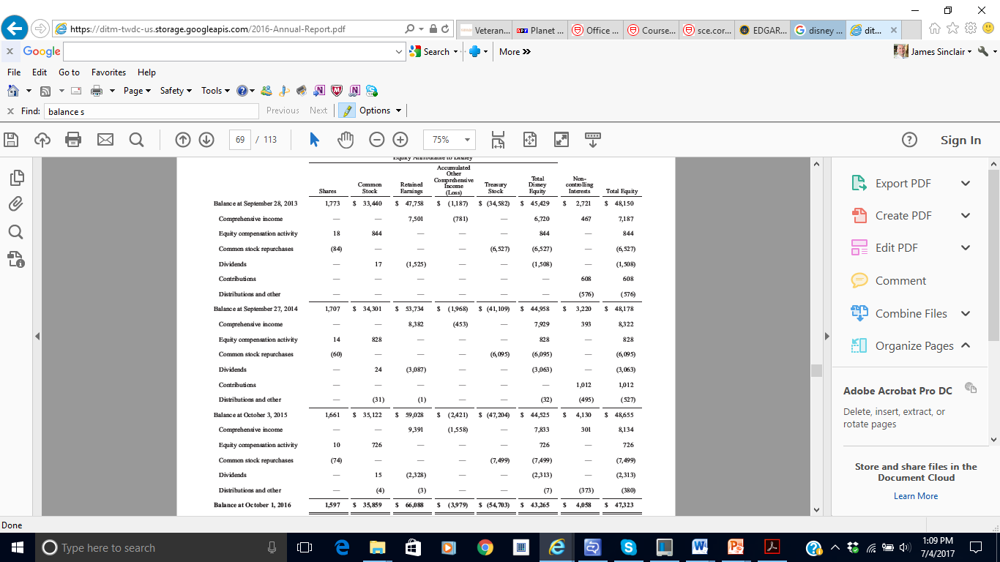 https://ditm-twdc-us.storage.googleapis.com/2016-Annual-Report.pdf Veteran... Planet ... Office ... Course... sce.cor... EDGAR... disney ... dit...
x Google Search More » James Sinclair
File Edit Go to Favorites Help
Page Safety Tools
x Find: balance s Previous Next Options
69 / 113 75% Sign In
Equity Attributable to Disney
Shares Common Stock Retained Earnings Accumulated Other Comprehensive Income (Loss) Treasury Stock Total Disney Equity Non-controlling Interests Total Equity
Balance at September 28, 2013 1,773 $ 33,440 $ 47,758 $ (1,187) $ (34,582) $ 45,429 $ 2,721 $ 48,150
Comprehensive income — — 7,501 (781) — 6,720 467 7,187
Equity compensation activity 18 844 — — — 844 — 844
Common stock repurchases (84) — — — (6,527) (6,527) — (6,527)
Dividends — 17 (1,525) — — (1,508) — (1,508)
Contributions — — — — — — 608 608
Distributions and other — — — — — — (576) (576)
Balance at September 27, 2014 1,707 $ 34,301 $ 53,734 $ (1,968) $ (41,109) $ 44,958 $ 3,220 $ 48,178
Comprehensive income — — 8,382 (453) — 7,929 393 8,322
Equity compensation activity 14 828 — — — 828 — 828
Common stock repurchases (60) — — — (6,095) (6,095) — (6,095)
Dividends — 24 (3,087) — — (3,063) — (3,063)
Contributions — — — — — — 1,012 1,012
Distributions and other — (31) (1) — — (32) (495) (527)
Balance at October 3, 2015 1,661 $ 35,122 $ 59,028 $ (2,421) $ (47,204) $ 44,525 $ 4,130 $ 48,655
Comprehensive income — — 9,391 (1,558) — 7,833 301 8,134
Equity compensation activity 10 726 — — — 726 — 726
Common stock repurchases (74) — — — (7,499) (7,499) — (7,499)
Dividends — 15 (2,328) — — (2,313) — (2,313)
Distributions and other — (4) (3) — — (7) (373) (380)
Balance at October 1, 2016 1,597 $ 35,859 $ 66,088 $ (3,979) $ (54,703) $ 43,265 $ 4,058 $ 47,323
Export PDF
Create PDF
Edit PDF
Comment
Combine Files
Organize Pages
Adobe Acrobat Pro DC
Delete, insert, extract, or
rotate pages
Store and share files in the
Document Cloud
Learn More
Done
Type here to search
1:09 PM
7/4/2017